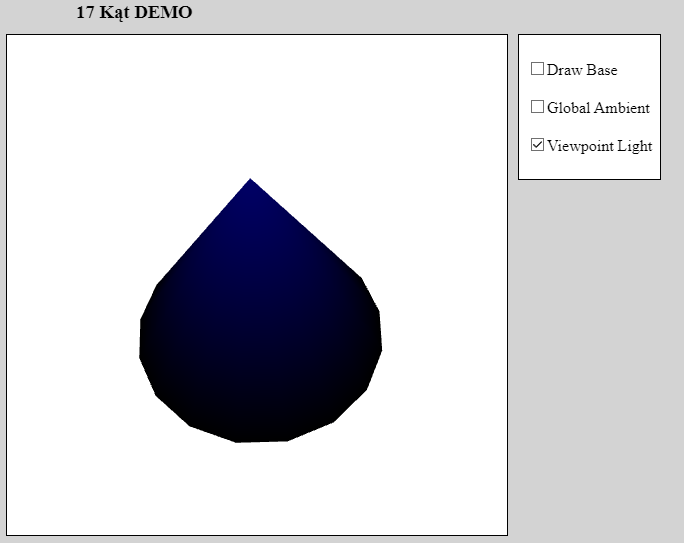 17 Kąt DEMO
Draw Base
Global Ambient
Viewpoint Light